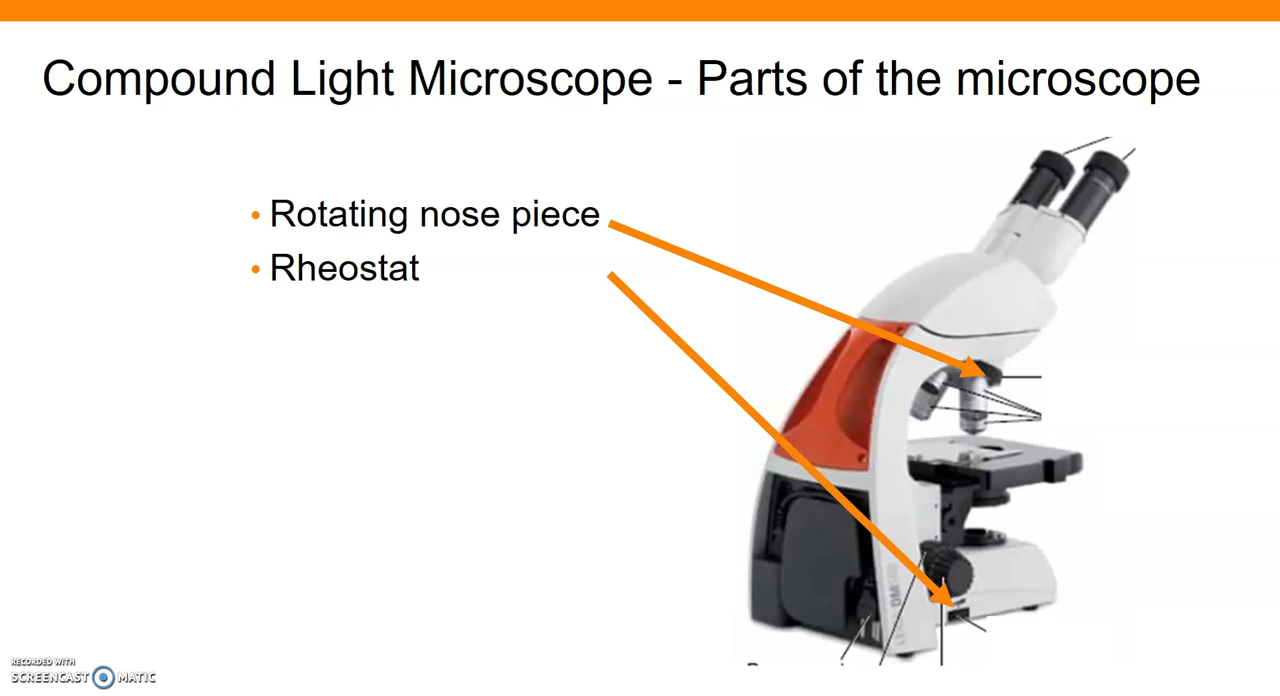 Compound Light Microscope - Parts of the microscope
• Rotating nose piece
• Rheostat
RECORDED WITH
SCREENCAST MATIC